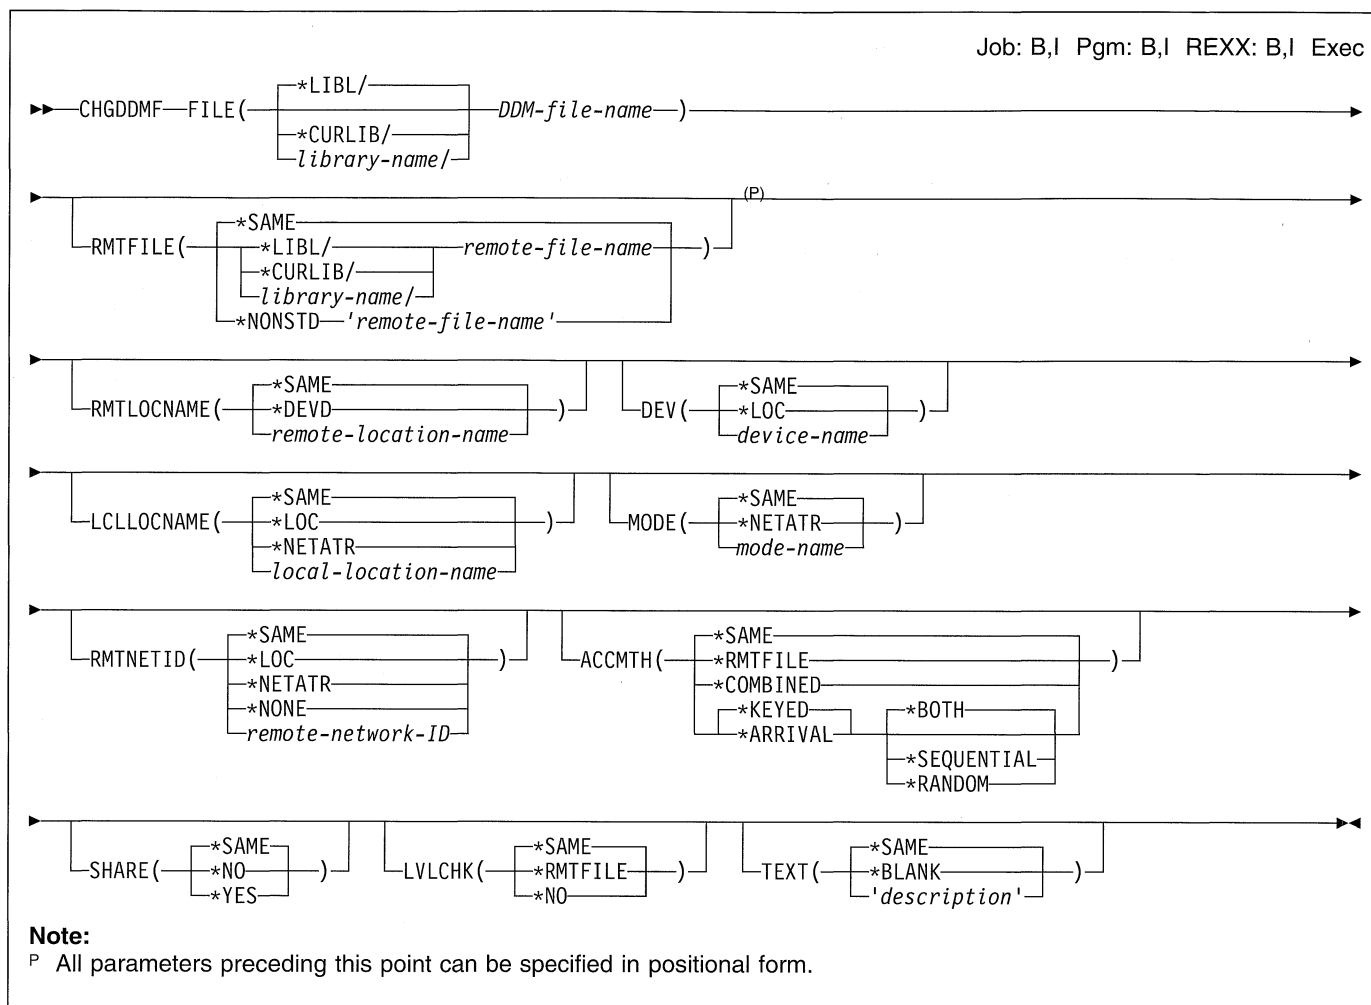 Job: B,I Pgm: B,I REXX: B,I Exec
*LIBL/
CHGDDMF FILE( DDM-file-name )
*CURLIB/
library-name/
(P)
*SAME
RMTFILE( *LIBL/ remote-file-name )
*CURLIB/
library-name/
*NONSTD 'remote-file-name'
*SAME *SAME
RMTLOCNAME( *DEVD ) DEV( *LOC )
remote-location-name device-name
*SAME *SAME
LCLLOCNAME( *LOC ) MODE( *NETATR )
*NETATR mode-name
local-location-name
*SAME *SAME
RMTNETID( *LOC ) ACCMTH( *RMTFILE )
*NETATR *COMBINED
*NONE *KEYED *BOTH
remote-network-ID *ARRIVAL
*SEQUENTIAL
*RANDOM
*SAME *SAME *SAME
SHARE( *NO ) LVLCHK( *RMTFILE ) TEXT( *BLANK )
*YES *NO 'description'
Note:
P All parameters preceding this point can be specified in positional form.